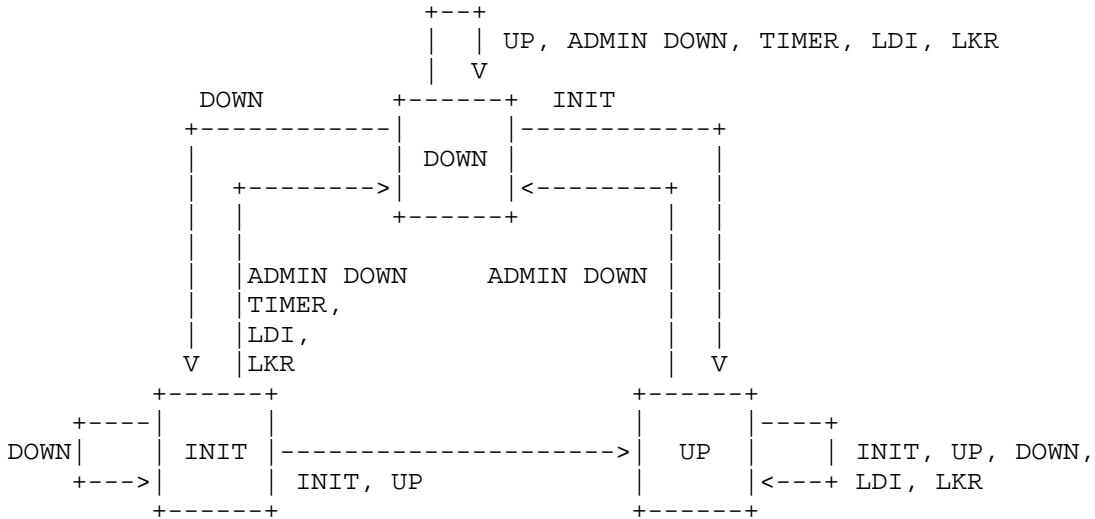 UP, ADMIN DOWN, TIMER, LDI, LKR
DOWN INIT
DOWN
ADMIN DOWN ADMIN DOWN
TIMER,
LDI,
LKR
DOWN INIT UP INIT, UP, DOWN,
INIT, UP LDI, LKR